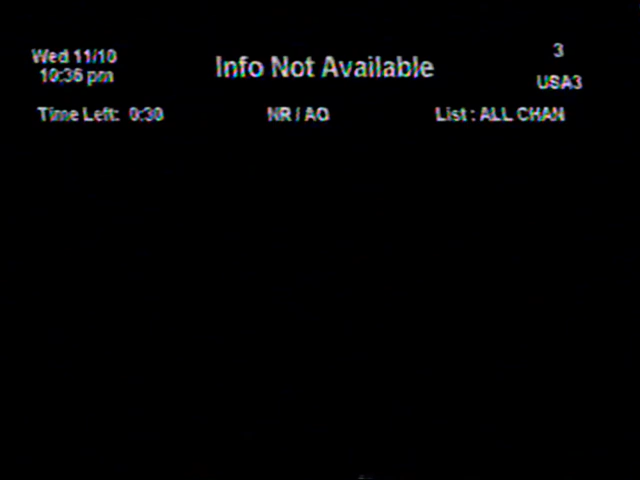 Wed 11/10
10:36 pm
Info Not Available
3
USA3
Time Left: 0:30
NR / AO
List : ALL CHAN